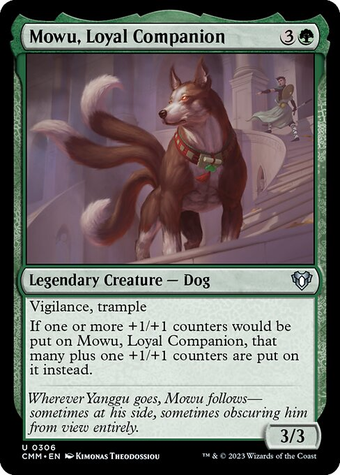 Mowu, Loyal Companion 3
Legendary Creature — Dog
Vigilance, trample
If one or more +1/+1 counters would be
put on Mowu, Loyal Companion, that
many plus one +1/+1 counters are put on
it instead.
Wherever Yanggu goes, Mowu follows—
sometimes at his side, sometimes obscuring him
from view entirely.
3/3
U 0306
CMM • EN KIMONAS THEODOSSIOU
™ & © 2023 Wizards of the Coast